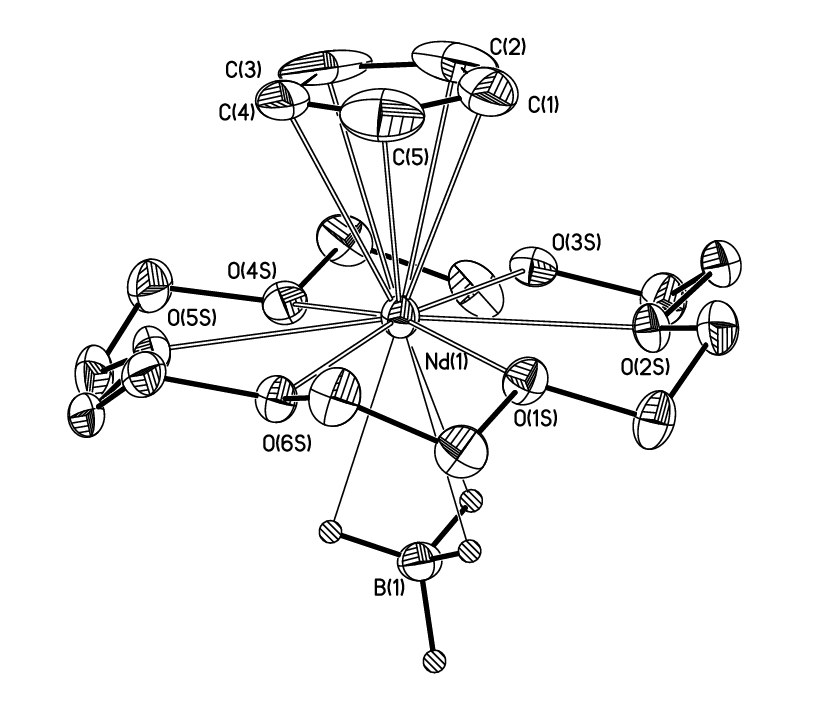 C(2)
C(3)
C(4)
C(1)
C(5)
O(3S)
O(4S)
O(5S)
Nd(1)
O(2S)
O(1S)
O(6S)
B(1)